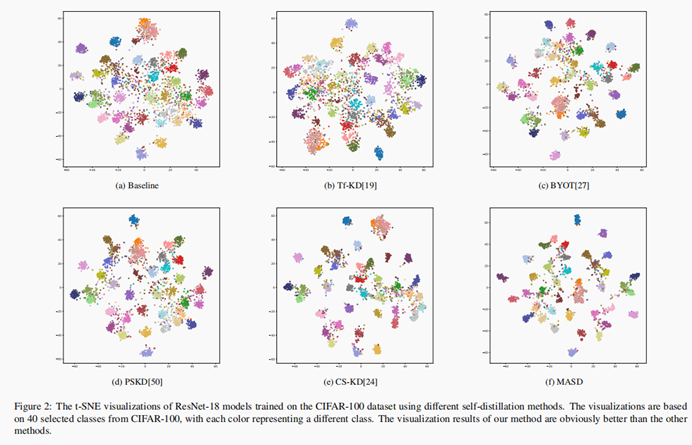 (a) Baseline
(b) Tf-KD[19]
(c) BYOT[27]
(d) PSKD[50]
(e) CS-KD[24]
(f) MASD
Figure 2: The t-SNE visualizations of ResNet-18 models trained on the CIFAR-100 dataset using different self-distillation methods. The visualizations are based
on 40 selected classes from CIFAR-100, with each color representing a different class. The visualization results of our method are obviously better than the other
methods.